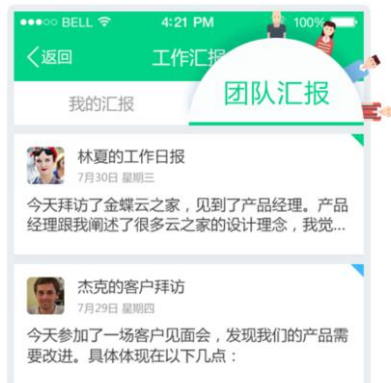 BELL 4:21 PM 100%
返回 工作汇报
我的汇报 团队汇报
林夏的工作日报
7月30日 星期三
今天拜访了金蝶云之家，见到了产品经理。产品
经理跟我阐述了很多云之家的设计理念，我觉...
杰克的客户拜访
7月29日 星期四
今天参加了一场客户见面会，发现我们的产品需
要改进。具体体现在以下几点：